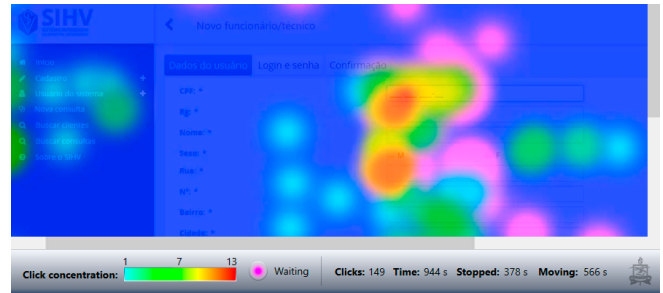 SIHV
Novo funcionário/tecnico
Início
Cadastro +
Usuário do Sistema +
Nova consulta
Buscar clientes
Buscar consultas
Sobre o SIHV
Dados do usuário Login e senha Confirmação
CPF: *
Rg: *
Nome: *
Sexo: * M F
Rua: *
Nº: *
Bairro: *
Cidade: *
Click concentration: 1 7 13 Waiting Clicks: 149 Time: 944 s Stopped: 378 s Moving: 566 s